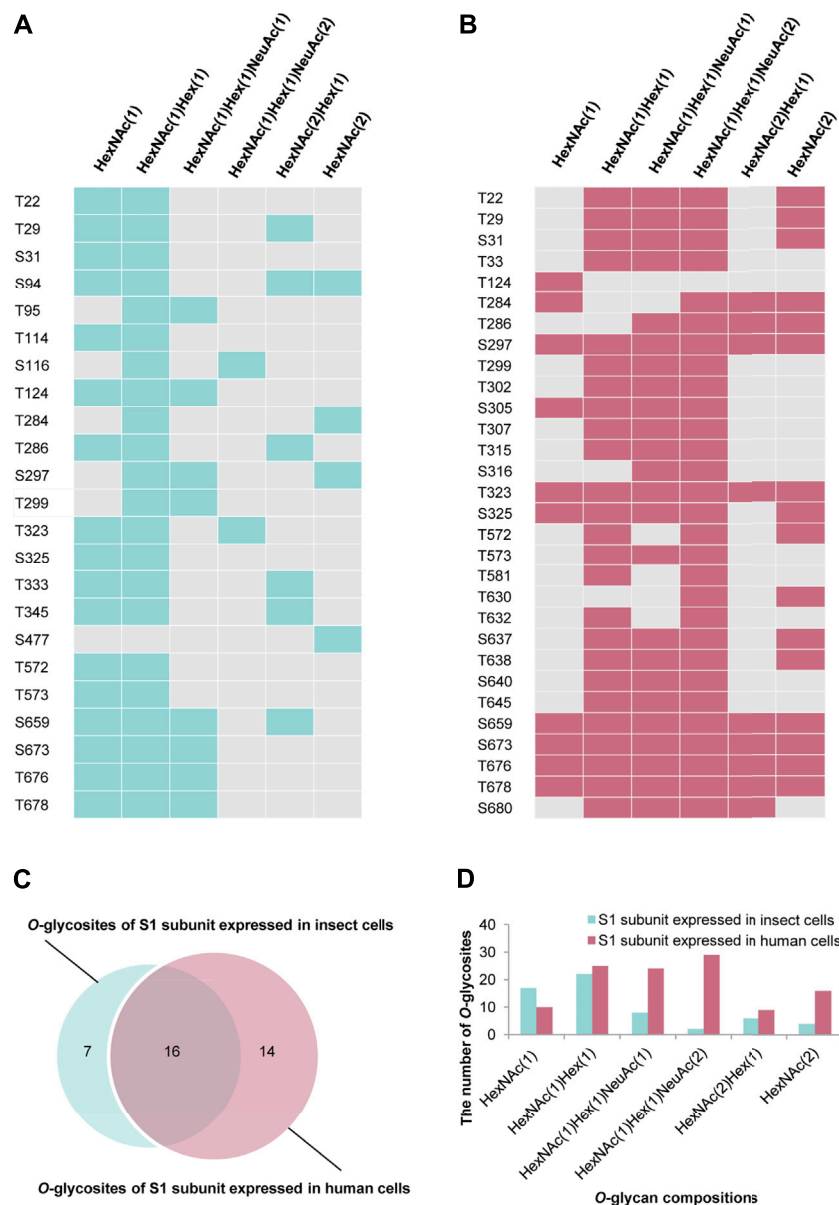 A
HexNAc(1)
HexNAc(1)Hex(1)
HexNAc(1)Hex(1)NeuAc(1)
HexNAc(1)Hex(1)NeuAc(2)
HexNAc(2)Hex(1)
HexNAc(2)
T22
T29
S31
S94
T95
T114
S116
T124
T284
T286
S297
T299
T323
S325
T333
T345
S477
T572
T573
S659
S673
T676
T678
B
HexNAc(1)
HexNAc(1)Hex(1)
HexNAc(1)Hex(1)NeuAc(1)
HexNAc(1)Hex(1)NeuAc(2)
HexNAc(2)Hex(1)
HexNAc(2)
T22
T29
S31
T33
T124
T284
T286
S297
T299
T302
S305
T307
T315
S316
T323
S325
T572
T573
T581
T630
T632
S637
T638
S640
T645
S659
S673
T676
T678
S680
C
O-glycosites of S1 subunit expressed in insect cells
7
16
14
O-glycosites of S1 subunit expressed in human cells
D
The number of O-glycosites
40
30
20
10
0
S1 subunit expressed in insect cells
S1 subunit expressed in human cells
HexNAc(1)
HexNAc(1)Hex(1)
HexNAc(1)Hex(1)NeuAc(1)
HexNAc(1)Hex(1)NeuAc(2)
HexNAc(2)Hex(1)
HexNAc(2)
O-glycan compositions